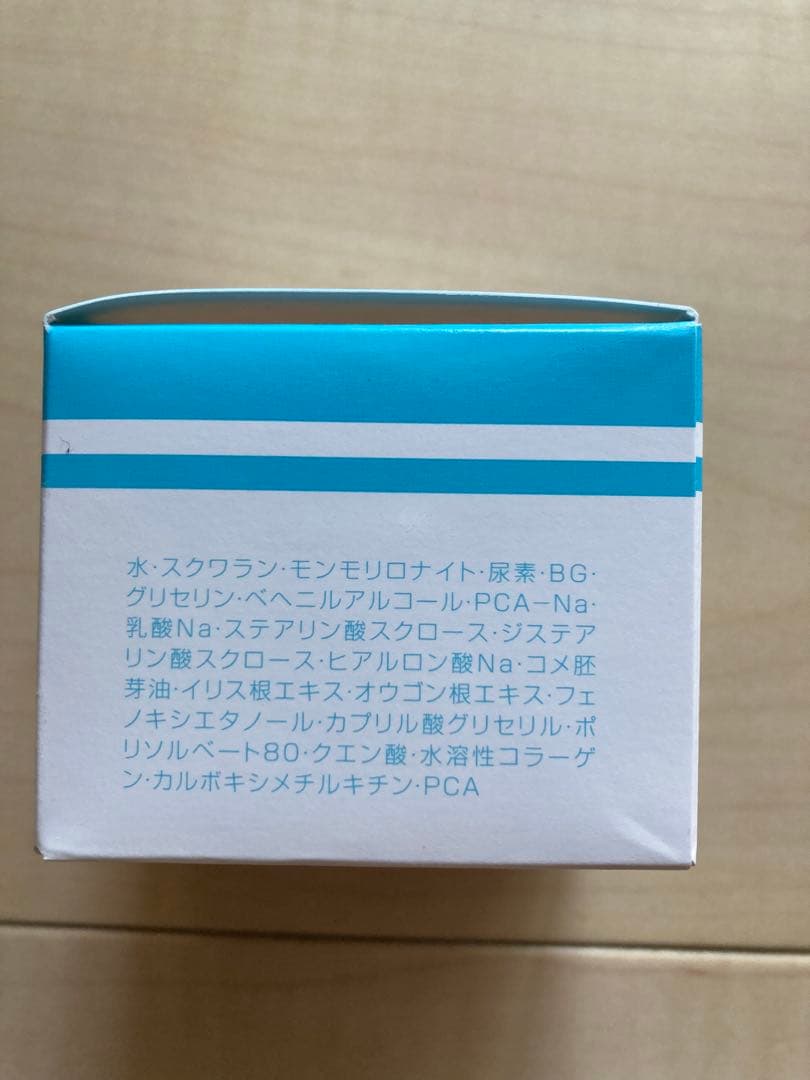 水・スクワラン・モンモリロナイト・尿素・BG・
グリセリン・ベヘニルアルコール・PCA−Na・
乳酸Na・ステアリン酸スクロース・ジステア
リン酸スクロース・ヒアルロン酸Na・コメ胚
芽油・イリス根エキス・オウゴン根エキス・フェ
ノキシエタノール・カプリル酸グリセリル・ポ
リソルベート80・クエン酸・水溶性コラーゲ
ン・カルボキシメチルキチン・PCA